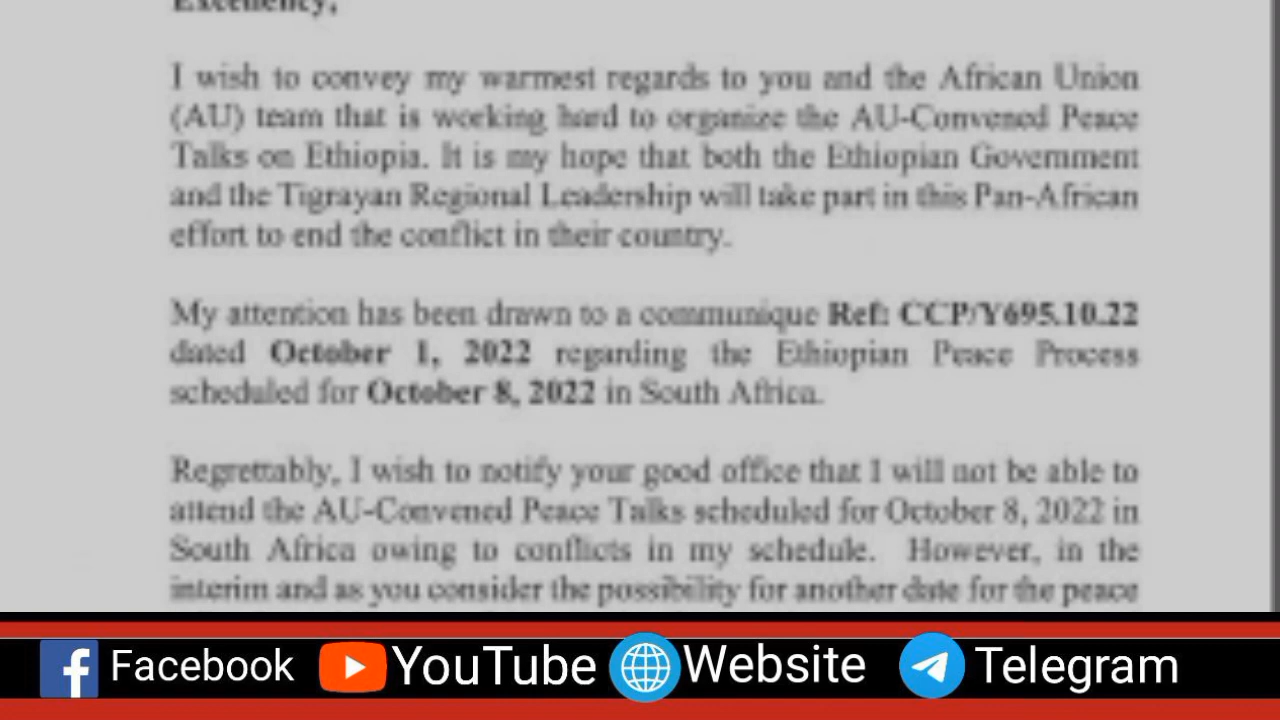 Excellency,
I wish to convey my warmest regards to you and the African Union
(AU) team that is working hard to organize the AU-Convened Peace
Talks on Ethiopia. It is my hope that both the Ethiopian Government
and the Tigrayan Regional Leadership will take part in this Pan-African
effort to end the conflict in their country.
My attention has been drawn to a communique Ref: CCP/Y695.10.22
dated October 1, 2022 regarding the Ethiopian Peace Process
scheduled for October 8, 2022 in South Africa.
Regrettably, I wish to notify your good office that I will not be able to
attend the AU-Convened Peace Talks scheduled for October 8, 2022 in
South Africa owing to conflicts in my schedule. However, in the
interim and as you consider the possibility for another date for the peace
Facebook YouTube Website Telegram